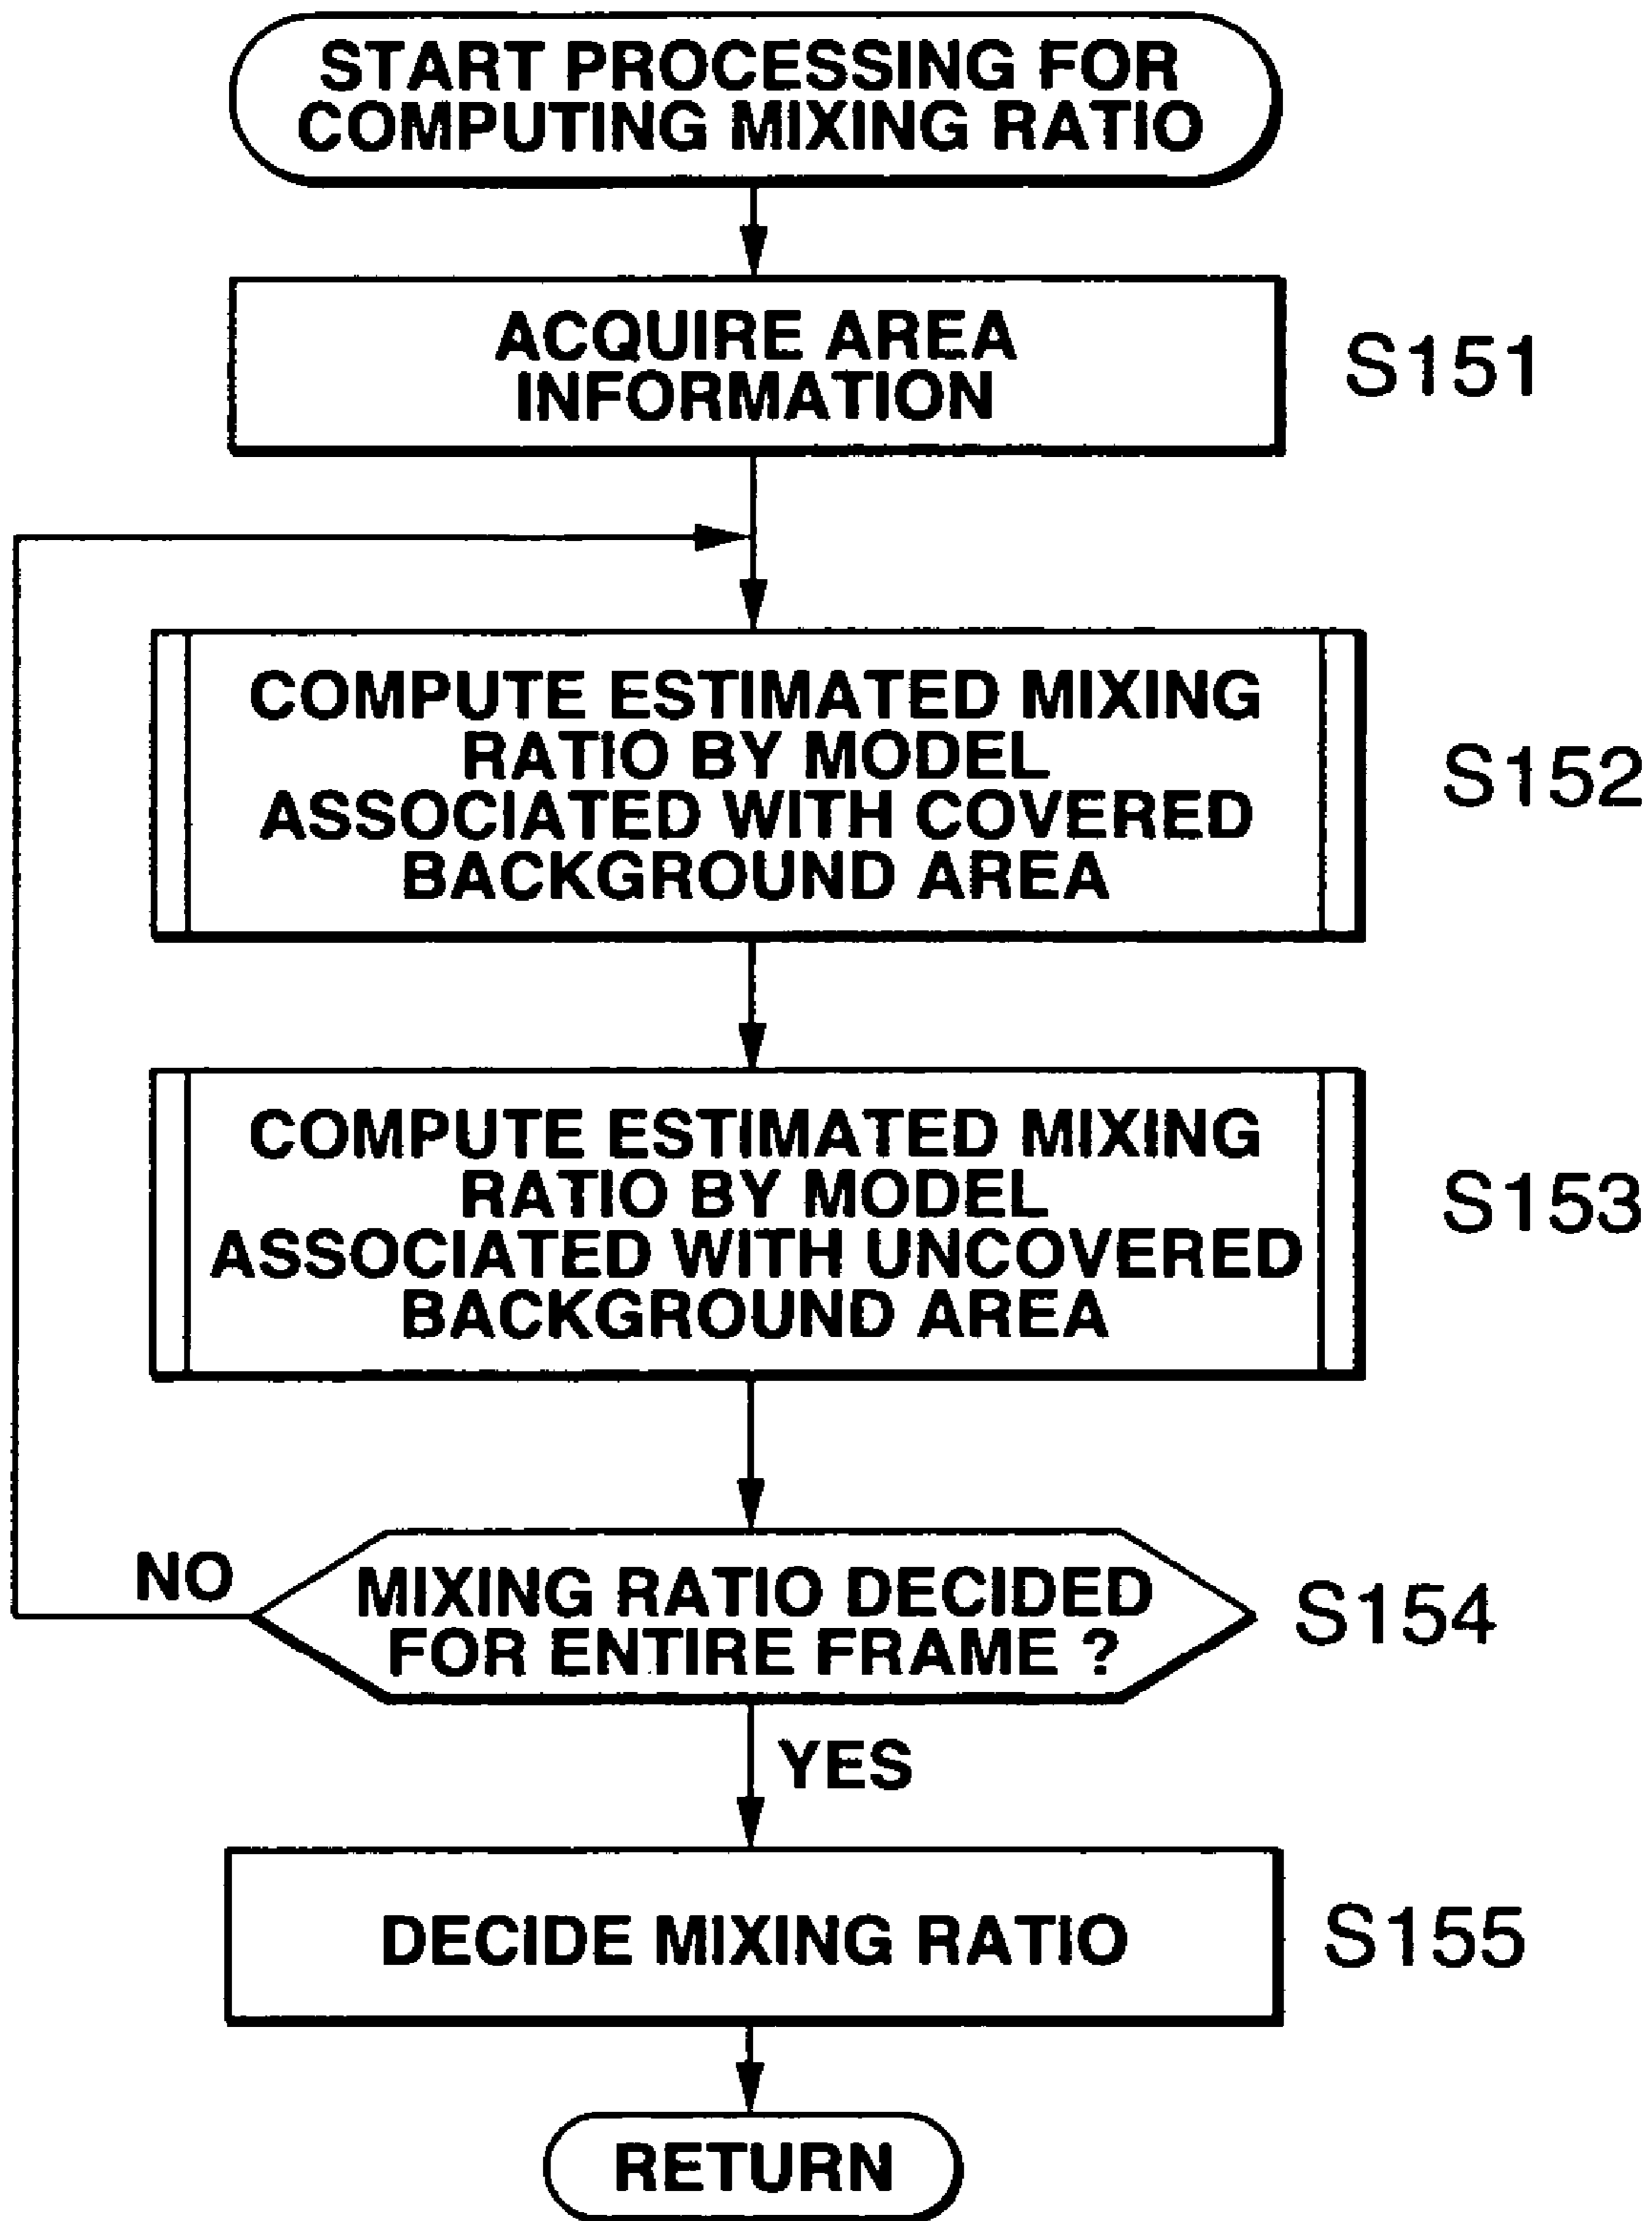 START PROCESSING FOR
COMPUTING MIXING RATIO
ACQUIRE AREA
INFORMATION
S151
COMPUTE ESTIMATED MIXING
RATIO BY MODEL
ASSOCIATED WITH COVERED
BACKGROUND AREA
S152
COMPUTE ESTIMATED MIXING
RATIO BY MODEL
ASSOCIATED WITH UNCOVERED
BACKGROUND AREA
S153
NO
MIXING RATIO DECIDED
FOR ENTIRE FRAME ?
S154
YES
DECIDE MIXING RATIO
S155
RETURN